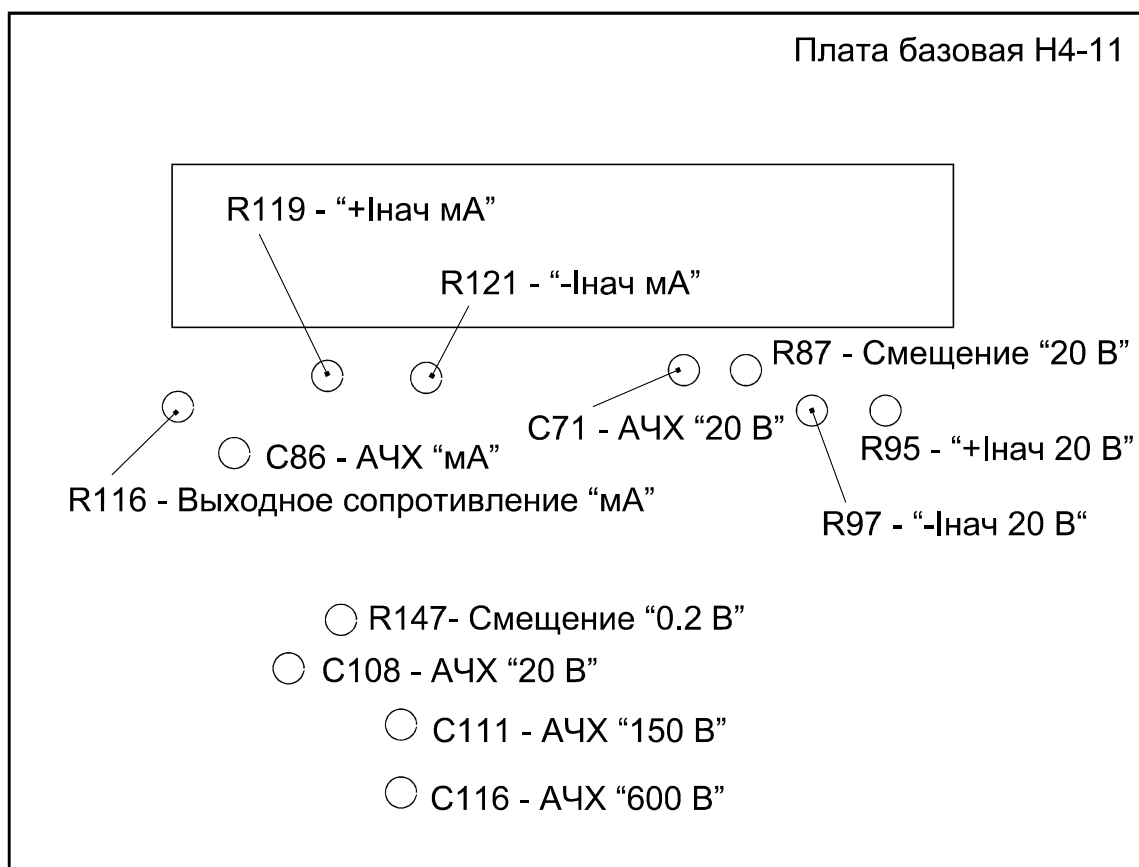 Плата базовая Н4-11
R119 - “+Iнач мА”
R121 - “-Iнач мА”
R87 - Смещение “20 В”
C71 - АЧХ “20 В”
R95 - “+Iнач 20 В”
C86 - АЧХ “мА”
R116 - Выходное сопротивление “мА”
R97 - “-Iнач 20 В“
R147- Смещение “0.2 В”
C108 - АЧХ “20 В”
C111 - АЧХ “150 В”
C116 - АЧХ “600 В”